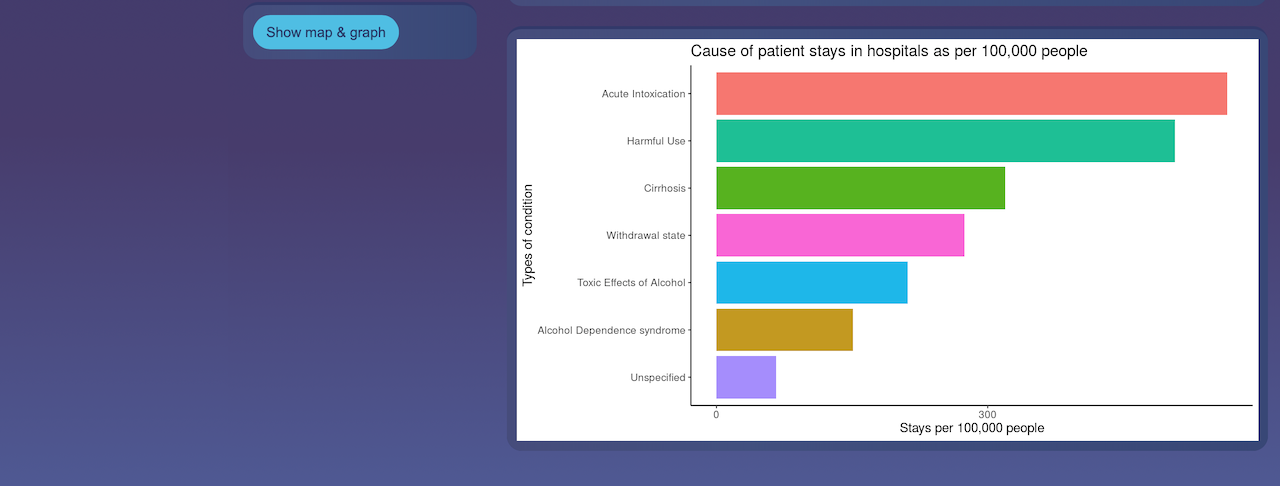 Show map & graph
Cause of patient stays in hospitals as per 100,000 people
Types of condition
Acute Intoxication
Harmful Use
Cirrhosis
Withdrawal state
Toxic Effects of Alcohol
Alcohol Dependence syndrome
Unspecified
0 300
Stays per 100,000 people